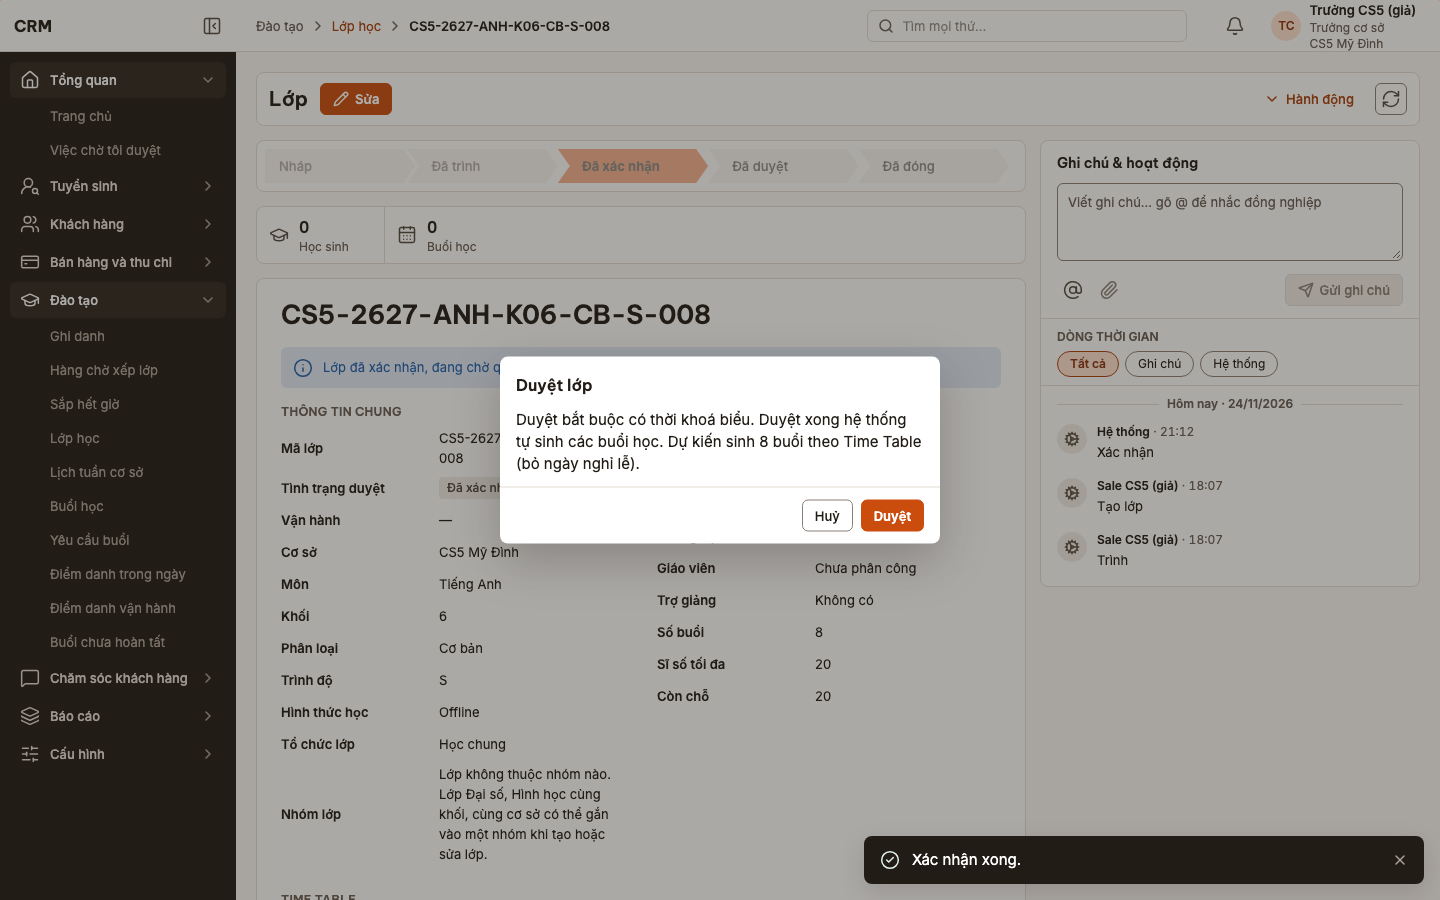 CRM
Đào tạo
Lớp học
CS5-2627-ANH-K06-CB-S-008
Tìm mọi thứ...
TC
Trưởng CS5 (giả)
Trưởng cơ sở
CS5 Mỹ Đình
Tổng quan
Trang chủ
Việc chờ tôi duyệt
Tuyển sinh
Khách hàng
Bán hàng và thu chi
Đào tạo
Ghi danh
Hàng chờ xếp lớp
Sắp hết giờ
Lớp học
Lịch tuần cơ sở
Buổi học
Yêu cầu buổi
Điểm danh trong ngày
Điểm danh vận hành
Buổi chưa hoàn tất
Chăm sóc khách hàng
Báo cáo
Cấu hình
Lớp
Sửa
Hành động
Nháp
Đã trình
Đã xác nhận
Đã duyệt
Đã đóng
0
Học sinh
0
Buổi học
CS5-2627-ANH-K06-CB-S-008
Lớp đã xác nhận, đang chờ
THÔNG TIN CHUNG
Mã lớp
CS5-2627
008
Tình trạng duyệt
Đã xác
Vận hành
—
Cơ sở
CS5 Mỹ Đình
Môn
Tiếng Anh
Khối
6
Phân loại
Cơ bản
Trình độ
S
Hình thức học
Offline
Tổ chức lớp
Học chung
Nhóm lớp
Lớp không thuộc nhóm nào.
Lớp Đại số, Hình học cùng
khối, cùng cơ sở có thể gắn
vào một nhóm khi tạo hoặc
sửa lớp.
Giáo viên
Chưa phân công
Trợ giảng
Không có
Số buổi
8
Sĩ số tối đa
20
Còn chỗ
20
TIME TABLE
Duyệt lớp
Duyệt bắt buộc có thời khoá biểu. Duyệt xong hệ thống
tự sinh các buổi học. Dự kiến sinh 8 buổi theo Time Table
(bỏ ngày nghỉ lễ).
Huỷ
Duyệt
Ghi chú & hoạt động
Viết ghi chú... gõ @ để nhắc đồng nghiệp
Gửi ghi chú
DÒNG THỜI GIAN
Tất cả
Ghi chú
Hệ thống
Hôm nay · 24/11/2026
Hệ thống · 21:12
Xác nhận
Sale CS5 (giả) · 18:07
Tạo lớp
Sale CS5 (giả) · 18:07
Trình
Xác nhận xong.